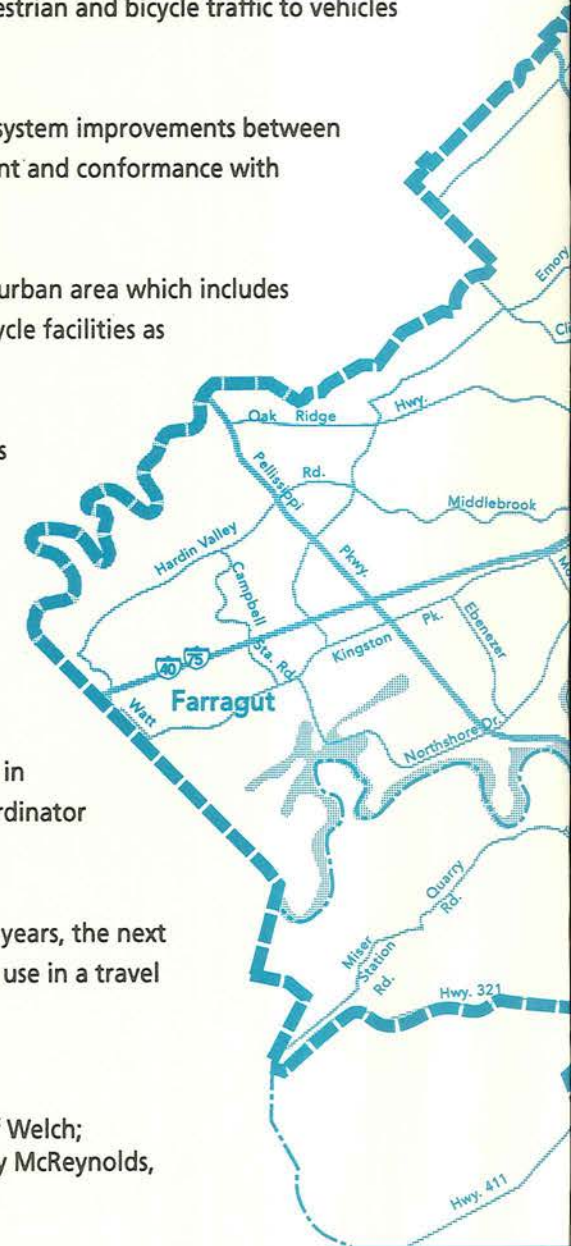 estrian and bicycle traffic to vehicles
system improvements between
nt and conformance with
urban area which includes
ycle facilities as
s
in
rdinator
years, the next
use in a travel
Welch;
y McReynolds,
Emory
Cli
Oak Ridge Hwy.
Pellissippi
Rd.
Middlebrook
Hardin Valley
Pkwy.
Campbell
Sta. Rd.
Ebenezer
Pk.
Kingston
40 75
Farragut
Watt
Northshore Dr.
Quarry
Rd.
Miser
Station
Rd.
Hwy. 321
Hwy. 411